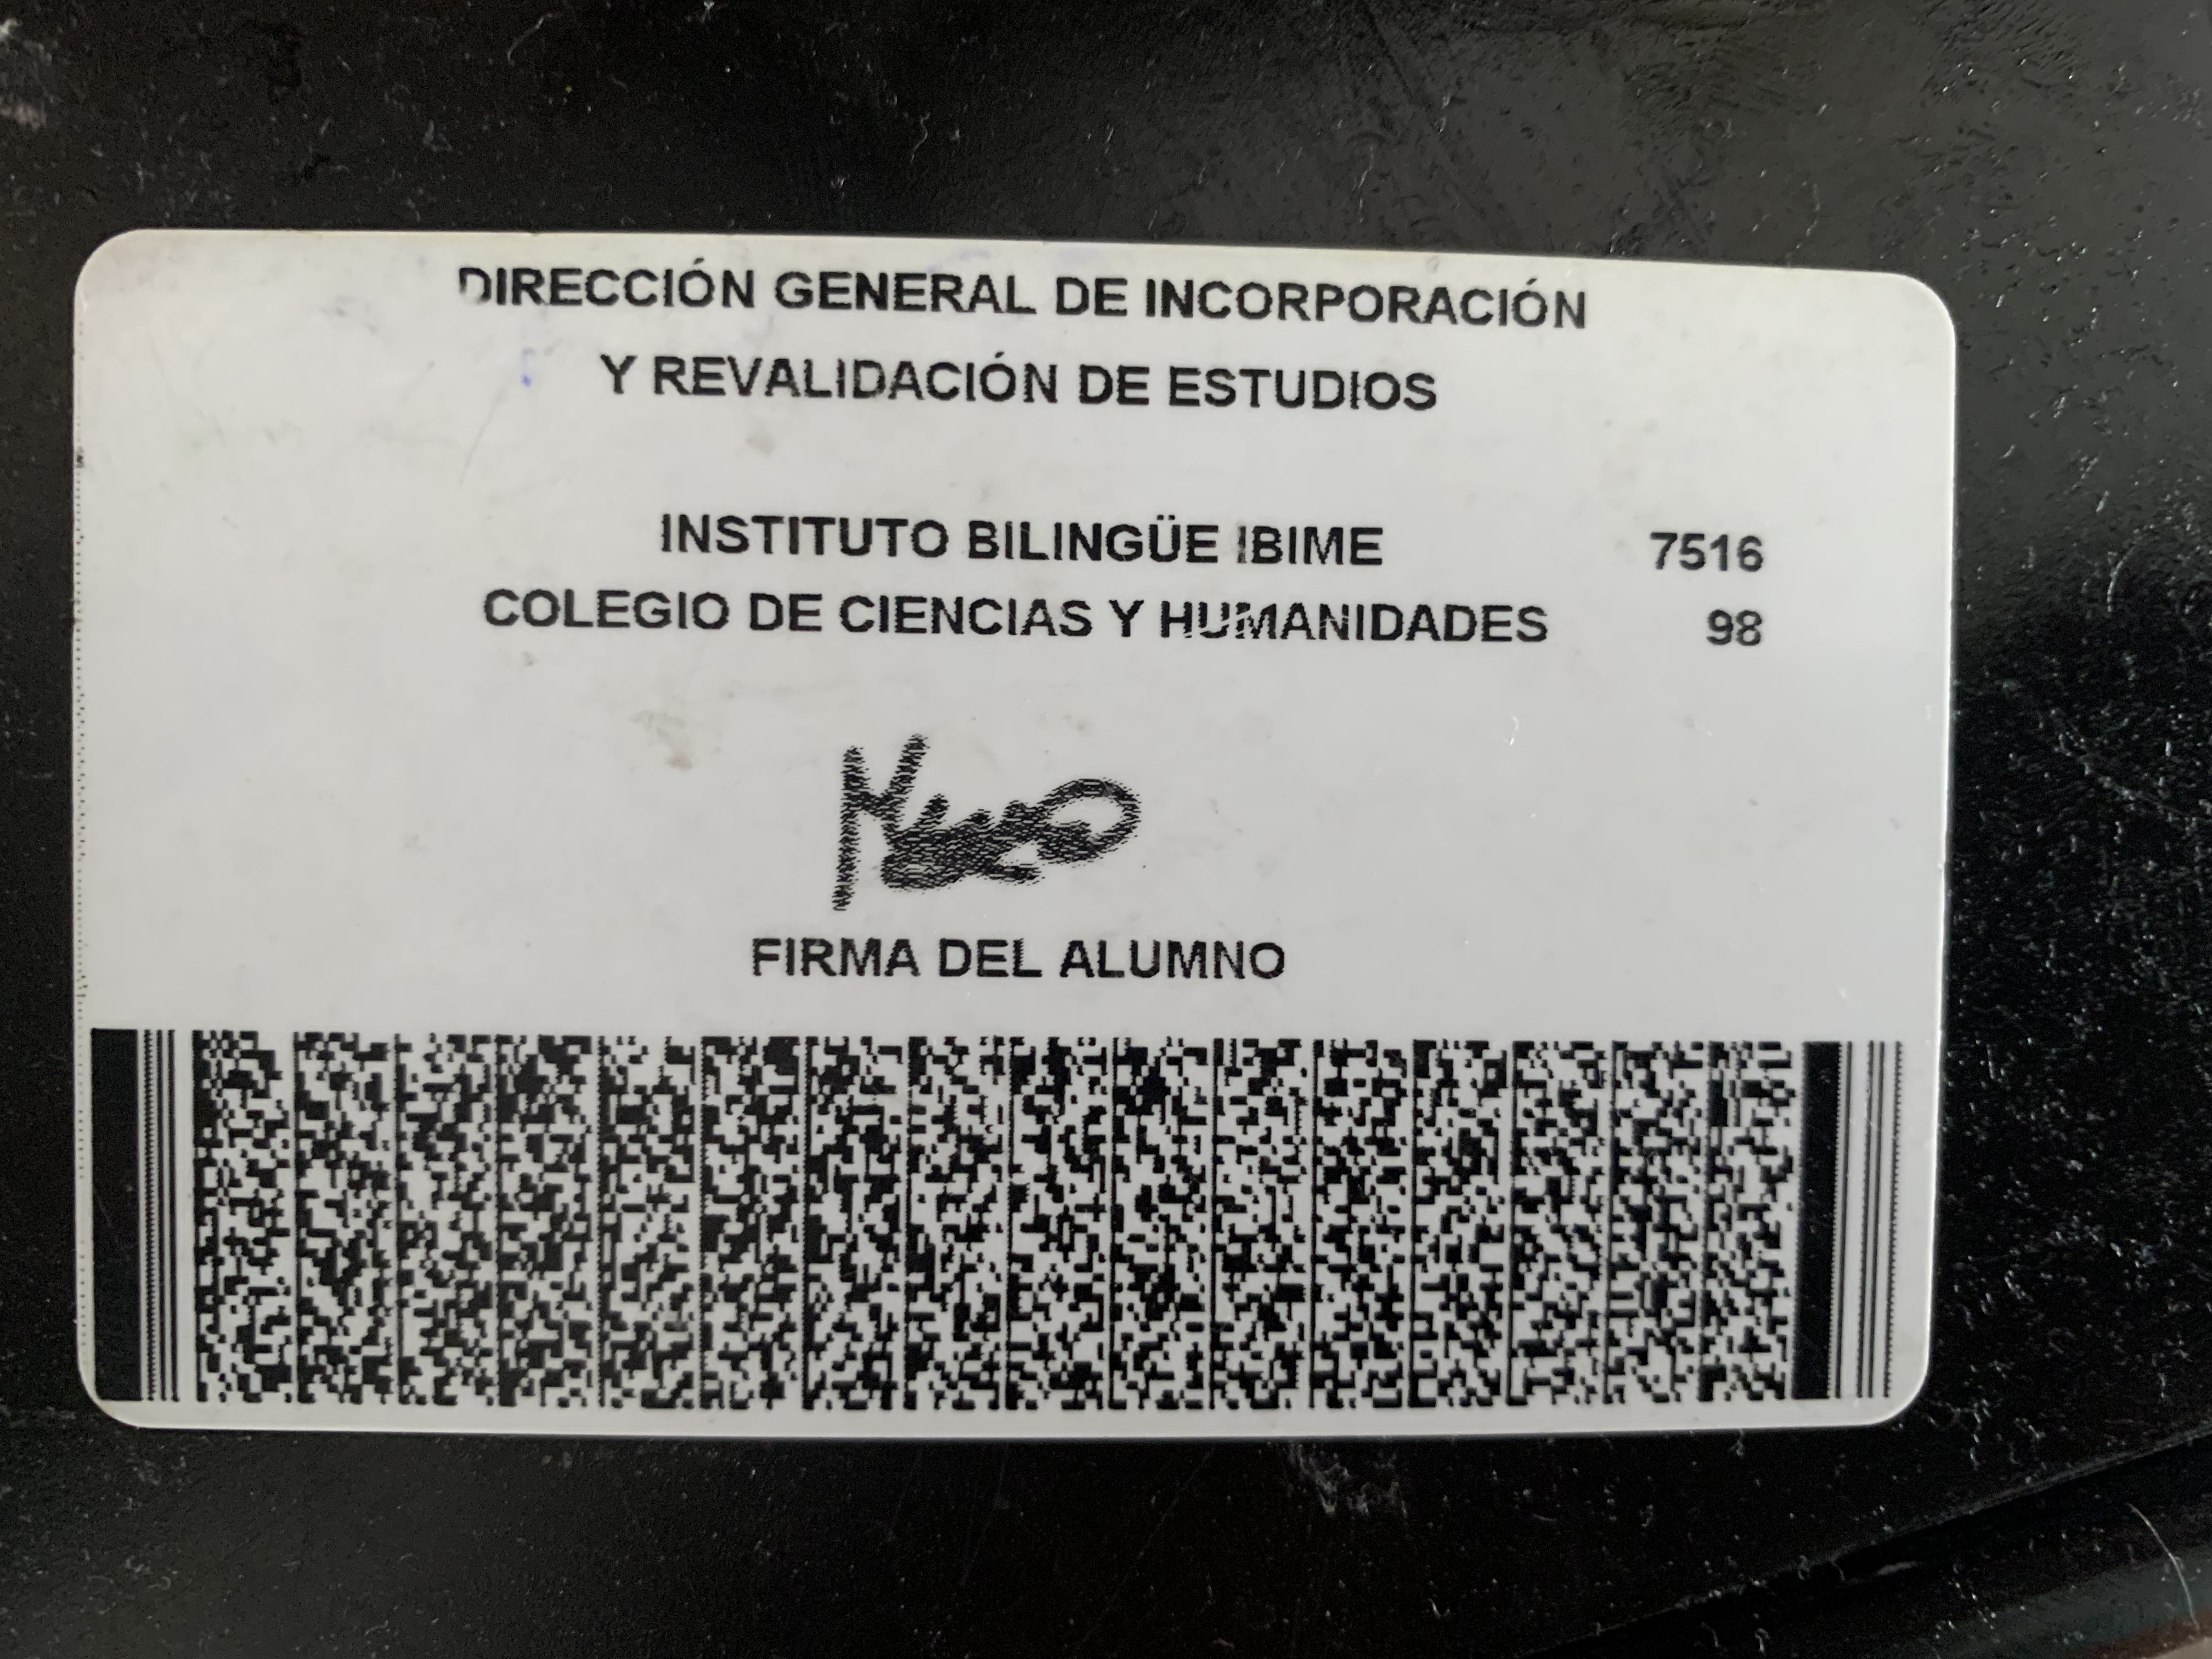 DIRECCIÓN GENERAL DE INCORPORACIÓN
Y REVALIDACIÓN DE ESTUDIOS
INSTITUTO BILINGÜE IBIME 7516
COLEGIO DE CIENCIAS Y HUMANIDADES 98
FIRMA DEL ALUMNO